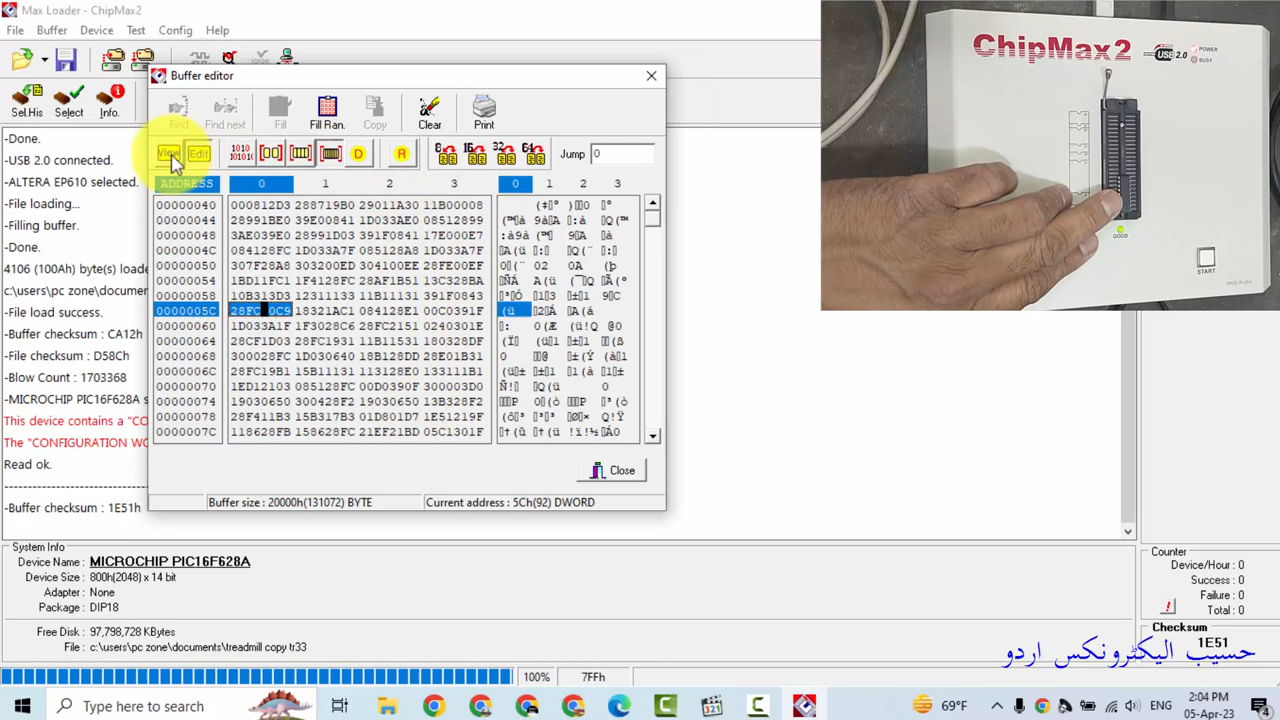 Max Loader - ChipMax2
File Buffer Device Test Config Help
Sel.His Select Info.
-Done.
-USB 2.0 connected.
-ALTERA EP610 selected.
-File loading...
-Filling buffer.
-Done.
4106 (100Ah) byte(s) loade
c:\users\pc zone\docume
-File load success.
-Buffer checksum : CA12h
-File checksum : D58Ch
-Blow Count : 1703368
-MICROCHIP PIC16F628A s
This device contains a "CO
The "CONFIGURATION WO
Read ok.
-Buffer checksum : 1E51h
Buffer editor
Find Find next Fill Fill Ran. Copy Clear Print
View Edit D R 8 16 32 64 Jump 0
ADDRESS 0 1 2 3 0 1 2 3
00000040 000812D3 288719B0 29011A39 00300008
00000044 28991BE0 39E00841 1D033AE0 00512899
00000048 3AE039E0 28991D03 391F0841 17E000E7
0000004C 084128FC 1D033A7F 085128FC 1D033A7F
00000050 307F28A8 303200ED 304100EE 28FE00EF
00000054 1BD11FC1 1F4128FC 28AF1B51 13C328BA
00000058 10B313D3 12311133 11B11131 391F0843
0000005C 28FC 0C9 18321AC1 084128E1 00C0391F
00000060 1D033A1F 1F3028C6 28FC2151 0240301E
00000064 28CF1D03 28FC1931 11B11531 180328DF
00000068 300028FC 1D030640 18B128DD 28E01B31
0000006C 28FC19B1 15B11131 113128E0 133111B1
00000070 1ED12103 085128FC 00D0390F 300003D0
00000074 19030650 300428F2 19030650 13B328F2
00000078 28F411B3 15B317B3 01D801D7 1E51219F
0000007C 118628FB 158628FC 21EF21BD 05C1301F
Close
Buffer size : 20000h(131072) BYTE Current address : 5Ch(92) DWORD
ChipMax2 USB 2.0 POWER
BUSY
GOOD
START
System Info
Device Name : MICROCHIP PIC16F628A
Device Size : 800h(2048) x 14 bit
Adapter : None
Package : DIP18
Free Disk : 97,798,728 KBytes
File : c:\users\pc zone\documents\treadmill copy tr33
Counter
Device/Hour : 0
Success : 0
Failure : 0
Total : 0
Checksum
1E51
حسیب الیکٹرونکس اردو
100% 7FFh
Type here to search
69°F ENG 2:04 PM
05-Apr-23
4